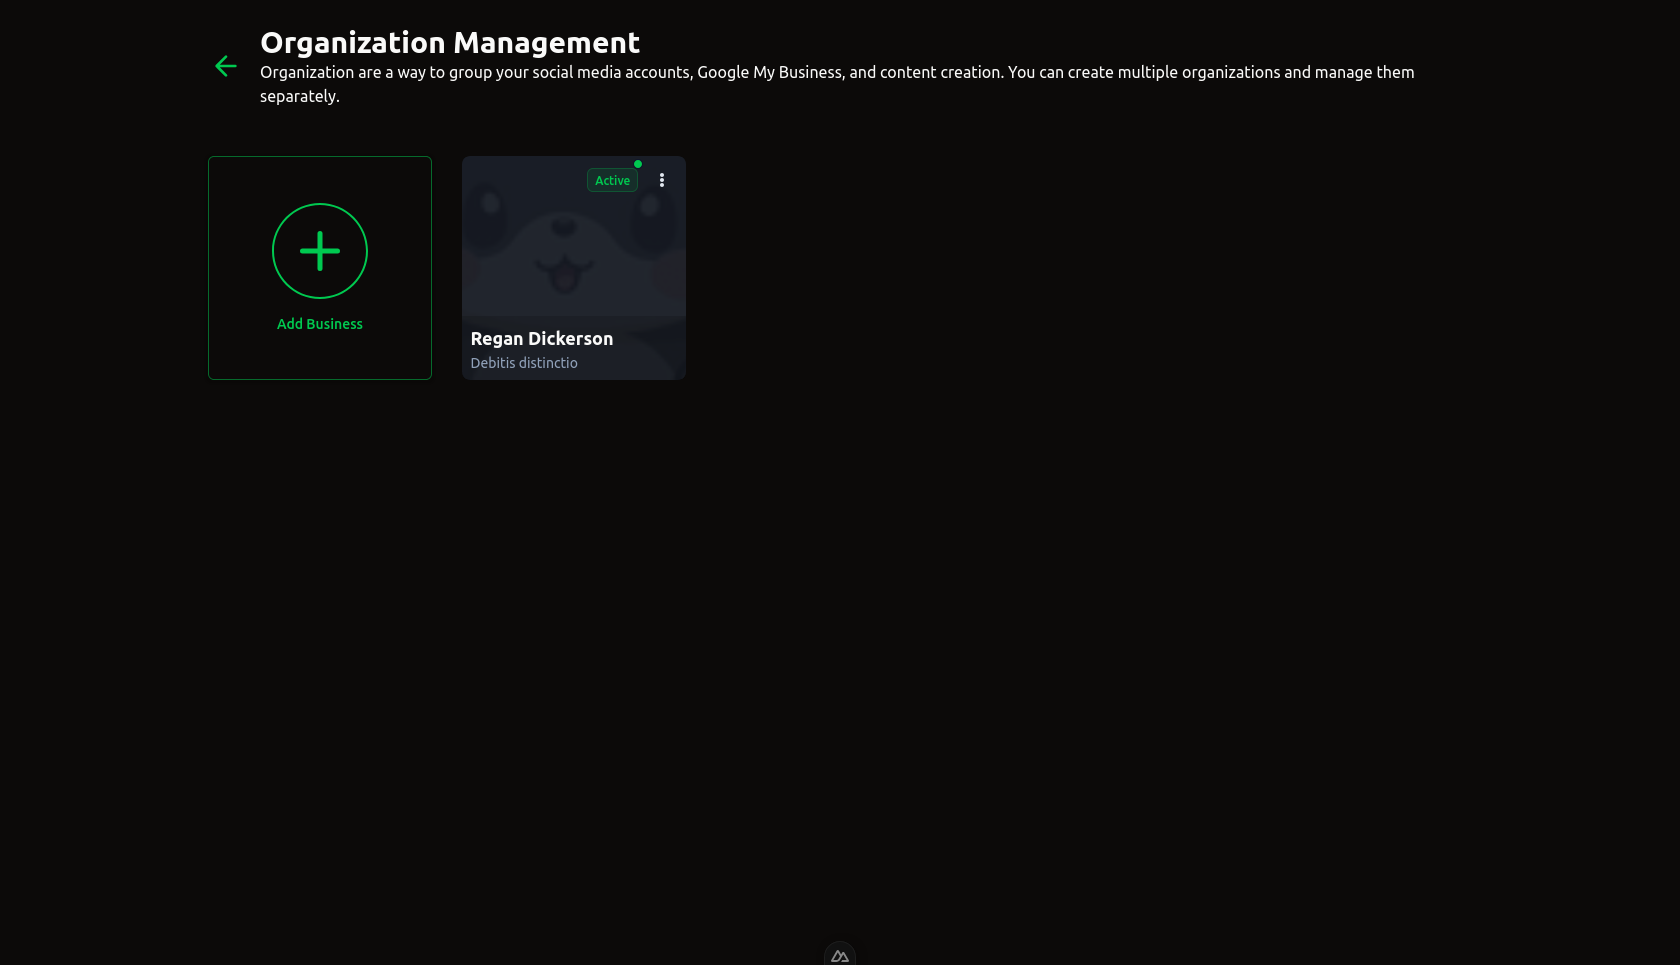 Organization Management
Organization are a way to group your social media accounts, Google My Business, and content creation. You can create multiple organizations and manage them
separately.
Active
Add Business
Regan Dickerson
Debitis distinctio